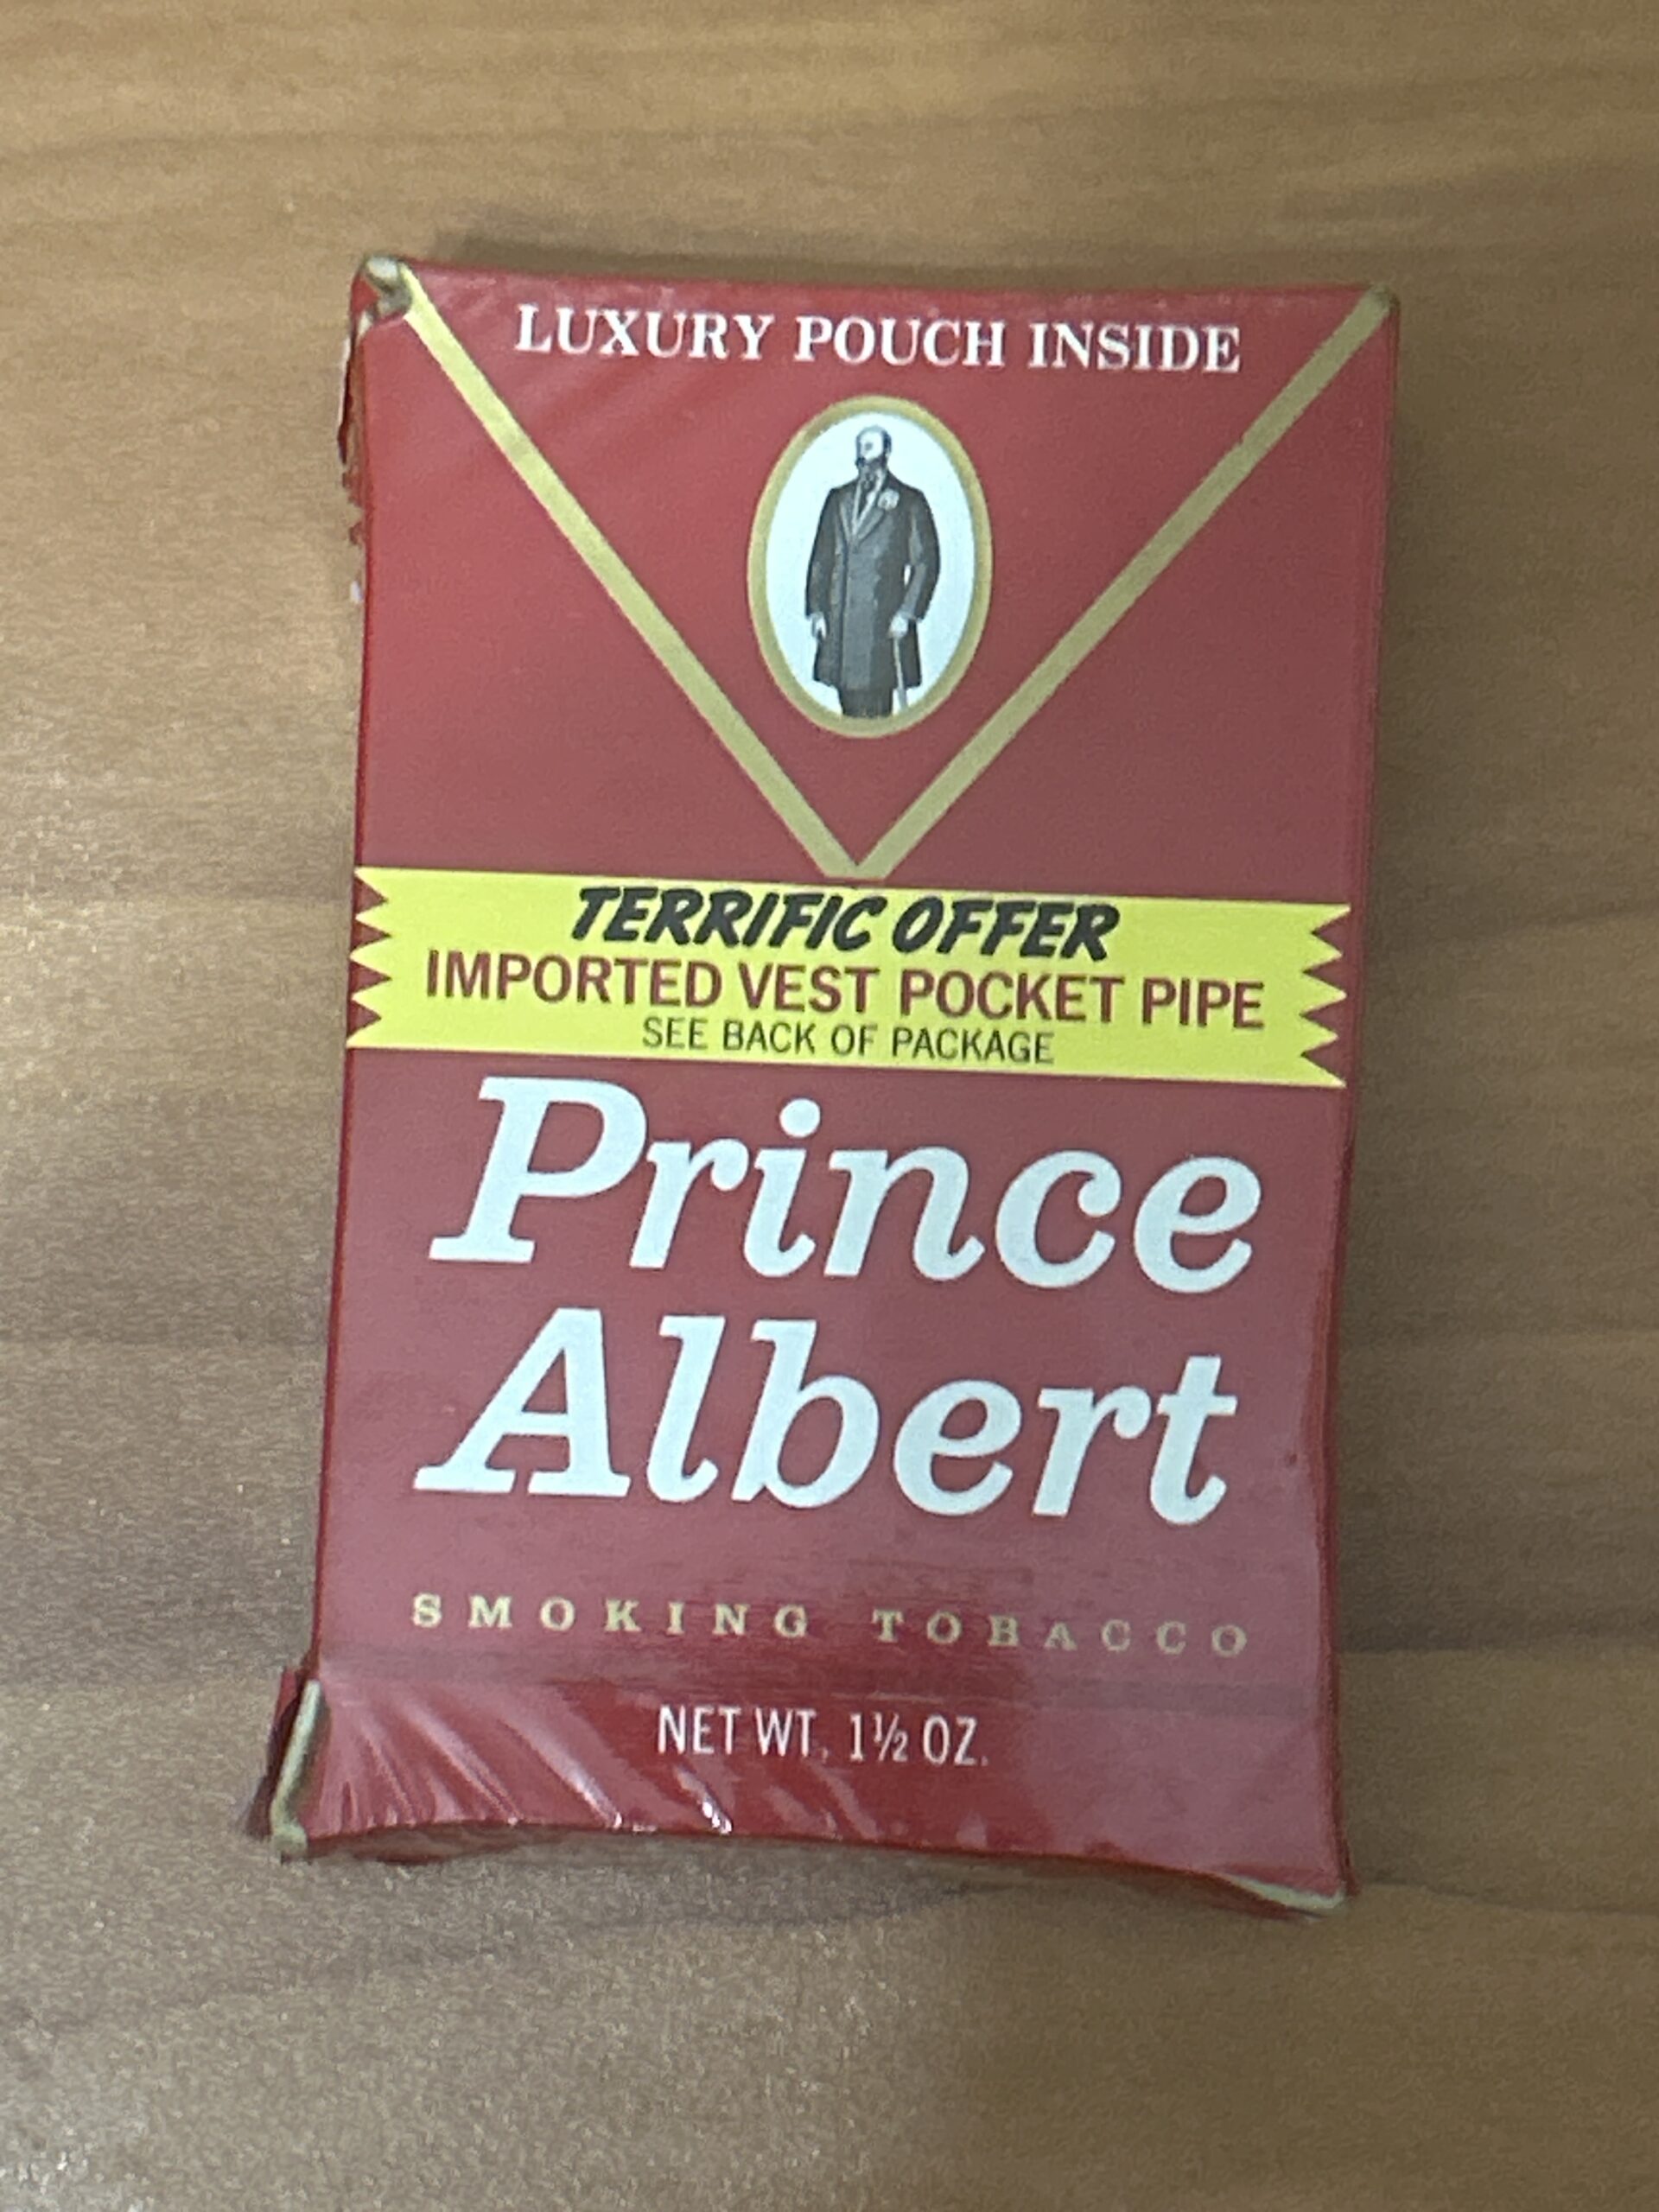 LUXURY POUCH INSIDE
TERRIFIC OFFER
IMPORTED VEST POCKET PIPE
SEE BACK OF PACKAGE
Prince
Albert
SMOKING TOBACCO
NET WT. 1½ OZ.